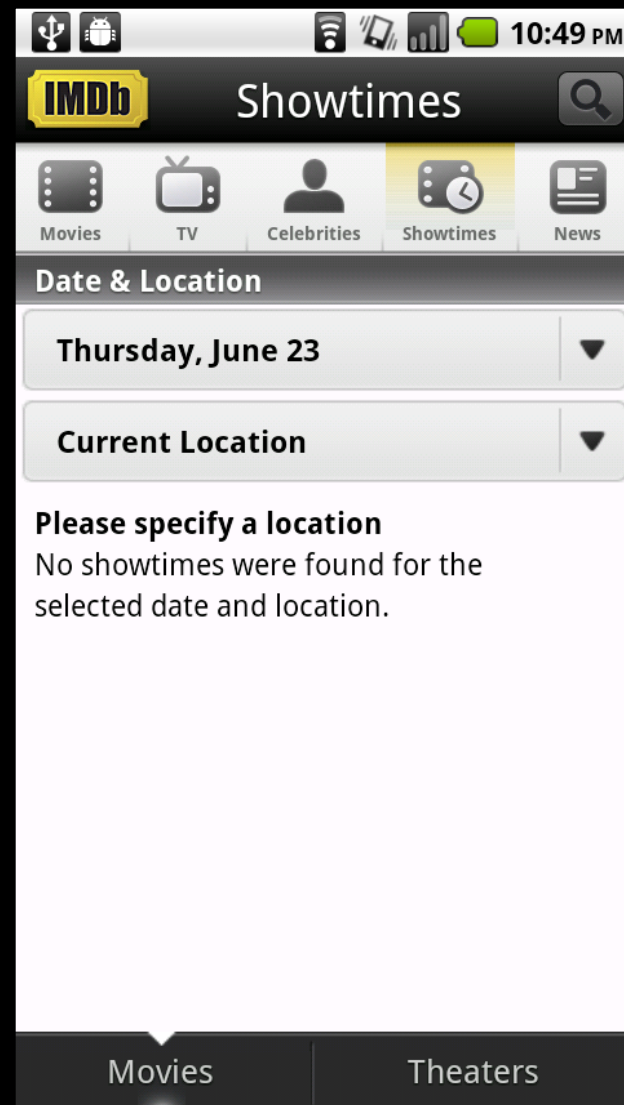 10:49 PM
IMDb Showtimes
Movies TV Celebrities Showtimes News
Date & Location
Thursday, June 23
Current Location
Please specify a location
No showtimes were found for the
selected date and location.
Movies Theaters